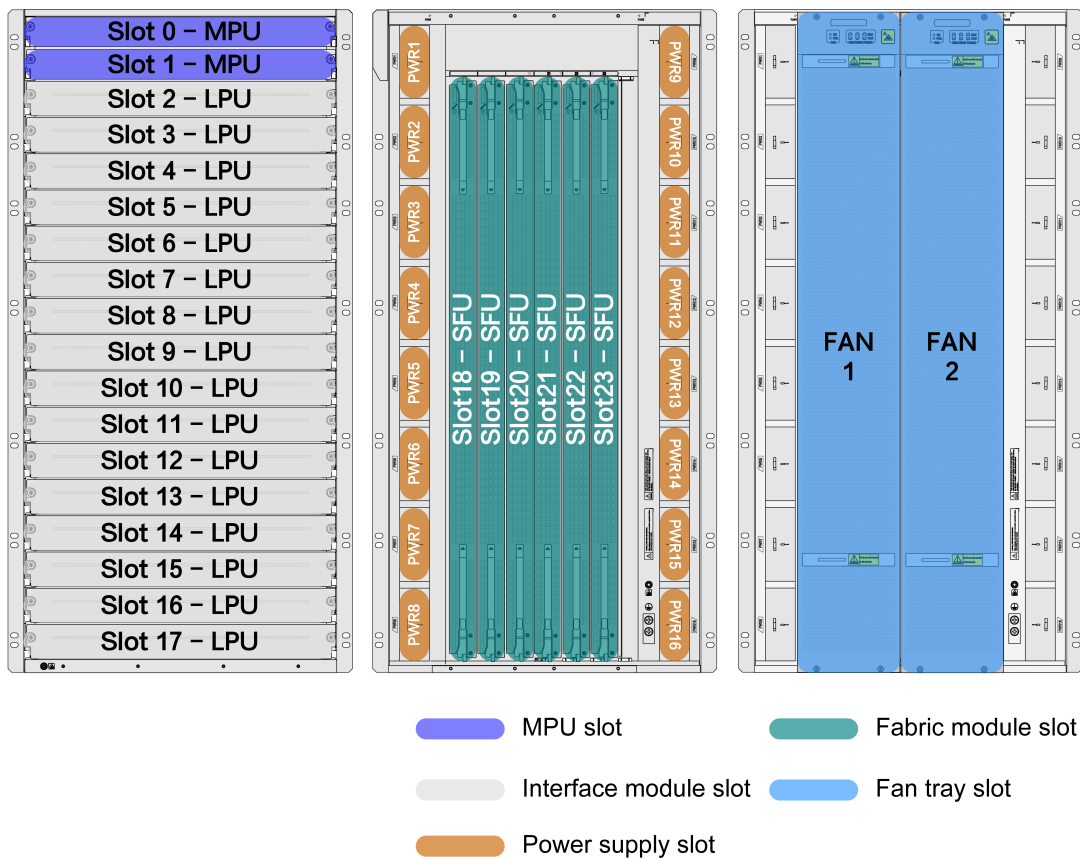 Slot 0 – MPU
Slot 1 – MPU
Slot 2 – LPU
Slot 3 – LPU
Slot 4 – LPU
Slot 5 – LPU
Slot 6 – LPU
Slot 7 – LPU
Slot 8 – LPU
Slot 9 – LPU
Slot 10 – LPU
Slot 11 – LPU
Slot 12 – LPU
Slot 13 – LPU
Slot 14 – LPU
Slot 15 – LPU
Slot 16 – LPU
Slot 17 – LPU
PWR1
PWR2
PWR3
PWR4
PWR5
PWR6
PWR7
PWR8
Slot18 – SFU
Slot19 – SFU
Slot20 – SFU
Slot21 – SFU
Slot22 – SFU
Slot23 – SFU
PWR9
PWR10
PWR11
PWR12
PWR13
PWR14
PWR15
PWR16
FAN
1
FAN
2
MPU slot
Fabric module slot
Interface module slot
Fan tray slot
Power supply slot